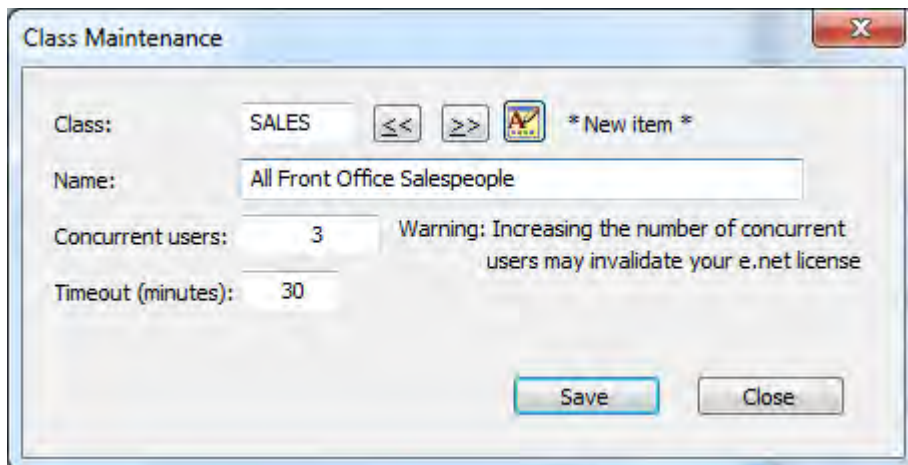 Class Maintenance
Class: SALES << >> * New item *
Name: All Front Office Salespeople
Concurrent users: 3 Warning: Increasing the number of concurrent
users may invalidate your e.net license
Timeout (minutes): 30
Save Close